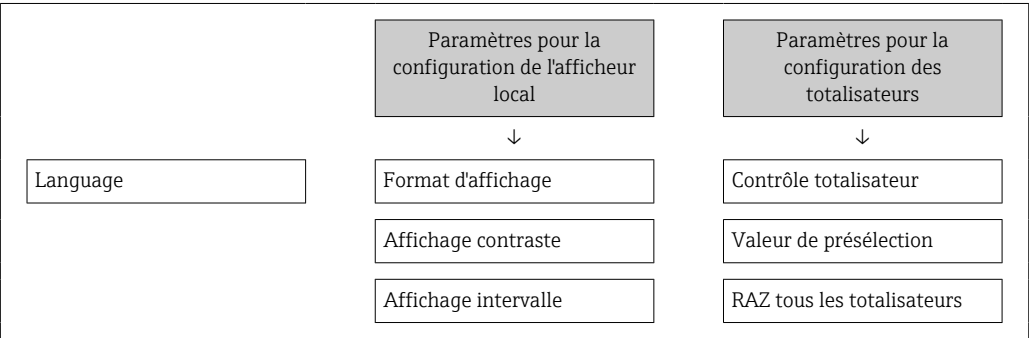 Paramètres pour la
configuration de l'afficheur
local
Paramètres pour la
configuration des
totalisateurs
↓
↓
Language
Format d'affichage
Contrôle totalisateur
Affichage contraste
Valeur de présélection
Affichage intervalle
RAZ tous les totalisateurs